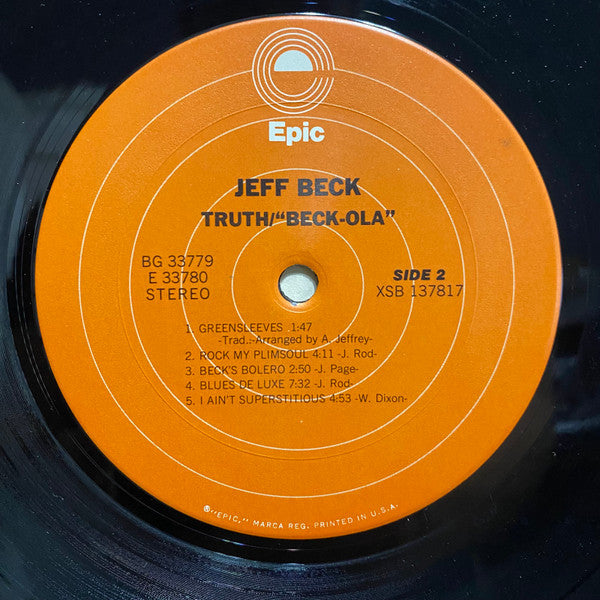 Epic
JEFF BECK
TRUTH/“BECK-OLA”
BG 33779
E 33780
STEREO
SIDE 2
XSB 137817
1. GREENSLEEVES 1:47
-Trad.:-Arranged by A. Jeffrey-
2. ROCK MY PLIMSOUL 4:11 -J. Rod-
3. BECK'S BOLERO 2:50 -J. Page-
4. BLUES DE LUXE 7:32 -J. Rod-
5. I AIN'T SUPERSTITIOUS 4:53 -W. Dixon-
®“EPIC,” MARCA REG. PRINTED IN U.S.A.